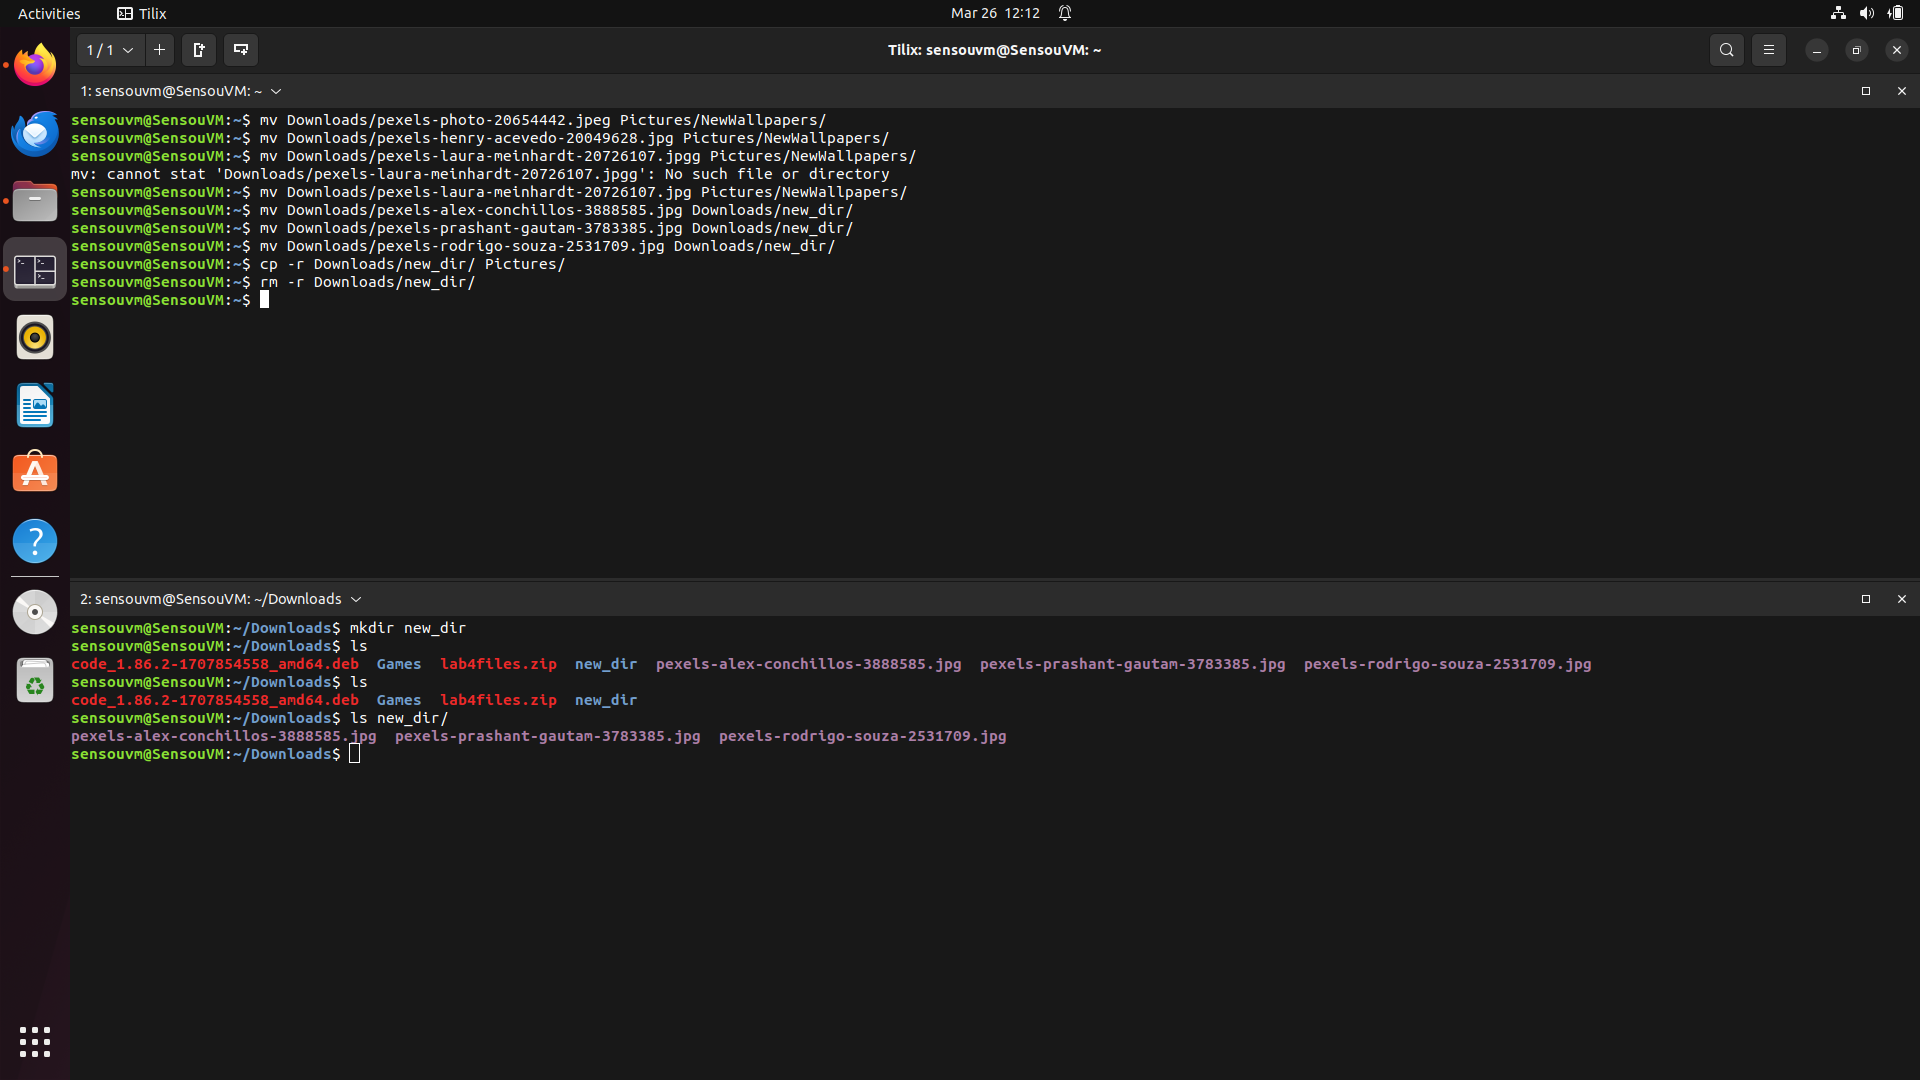 Activities Tilix Mar 26 12:12
1 / 1 Tilix: sensouvm@SensouVM: ~
1: sensouvm@SensouVM: ~
sensouvm@SensouVM:~$ mv Downloads/pexels-photo-20654442.jpeg Pictures/NewWallpapers/
sensouvm@SensouVM:~$ mv Downloads/pexels-henry-acevedo-20049628.jpg Pictures/NewWallpapers/
sensouvm@SensouVM:~$ mv Downloads/pexels-laura-meinhardt-20726107.jpgg Pictures/NewWallpapers/
mv: cannot stat 'Downloads/pexels-laura-meinhardt-20726107.jpgg': No such file or directory
sensouvm@SensouVM:~$ mv Downloads/pexels-laura-meinhardt-20726107.jpg Pictures/NewWallpapers/
sensouvm@SensouVM:~$ mv Downloads/pexels-alex-conchillos-3888585.jpg Downloads/new_dir/
sensouvm@SensouVM:~$ mv Downloads/pexels-prashant-gautam-3783385.jpg Downloads/new_dir/
sensouvm@SensouVM:~$ mv Downloads/pexels-rodrigo-souza-2531709.jpg Downloads/new_dir/
sensouvm@SensouVM:~$ cp -r Downloads/new_dir/ Pictures/
sensouvm@SensouVM:~$ rm -r Downloads/new_dir/
sensouvm@SensouVM:~$
2: sensouvm@SensouVM: ~/Downloads
sensouvm@SensouVM:~/Downloads$ mkdir new_dir
sensouvm@SensouVM:~/Downloads$ ls
code_1.86.2-1707854558_amd64.deb Games lab4files.zip new_dir pexels-alex-conchillos-3888585.jpg pexels-prashant-gautam-3783385.jpg pexels-rodrigo-souza-2531709.jpg
sensouvm@SensouVM:~/Downloads$ ls
code_1.86.2-1707854558_amd64.deb Games lab4files.zip new_dir
sensouvm@SensouVM:~/Downloads$ ls new_dir/
pexels-alex-conchillos-3888585.jpg pexels-prashant-gautam-3783385.jpg pexels-rodrigo-souza-2531709.jpg
sensouvm@SensouVM:~/Downloads$